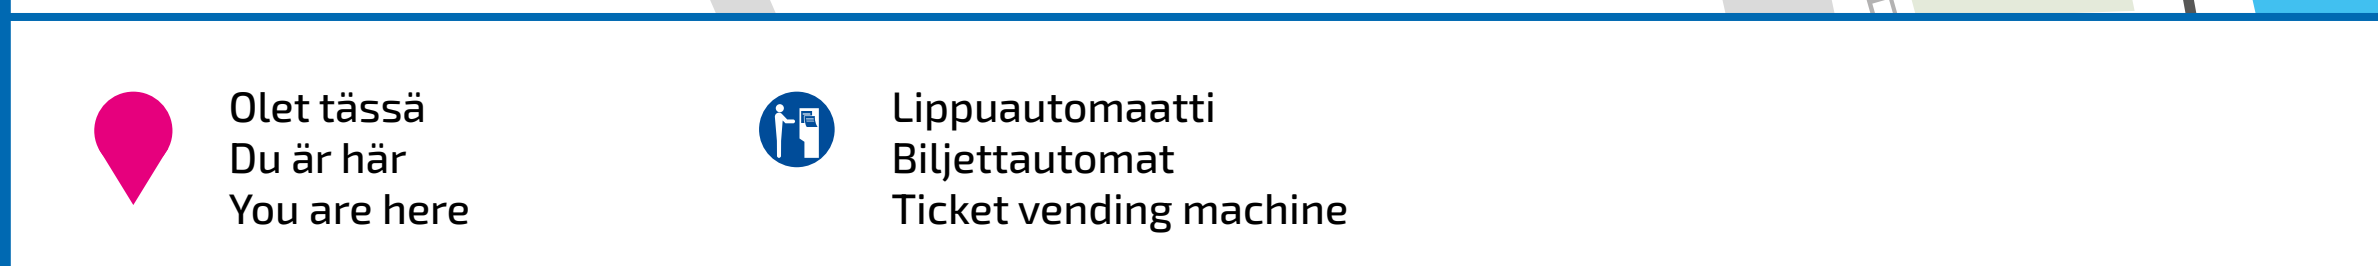 Olet tässä
Du är här
You are here
Lippuautomaatti
Biljettautomat
Ticket vending machine